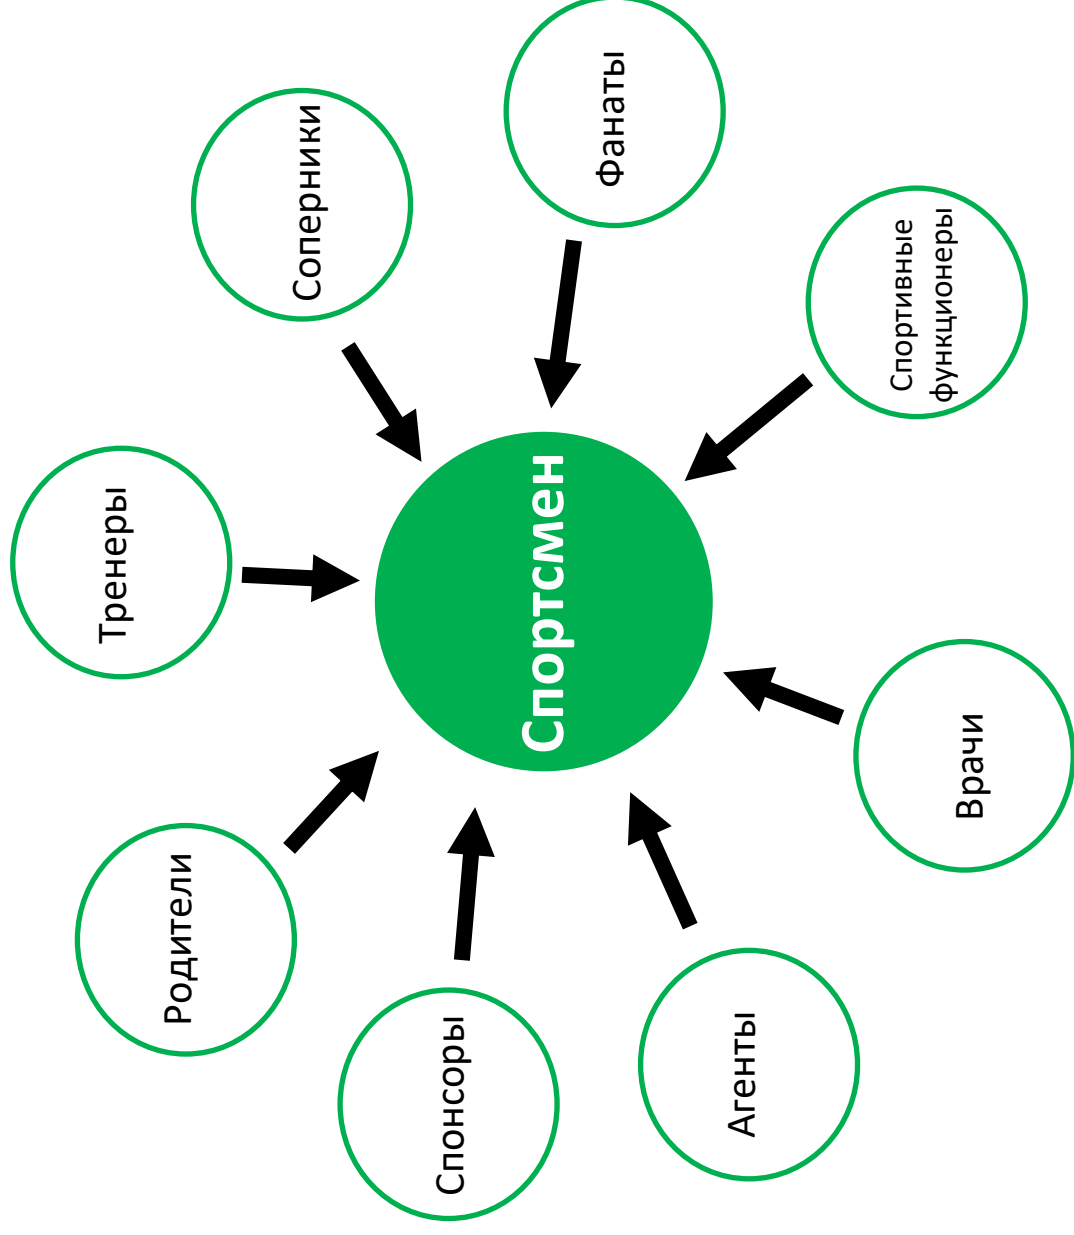 Тренеры
Родители
Соперники
Спонсоры
Спортсмен
Фанаты
Агенты
Спортивные
функционеры
Врачи